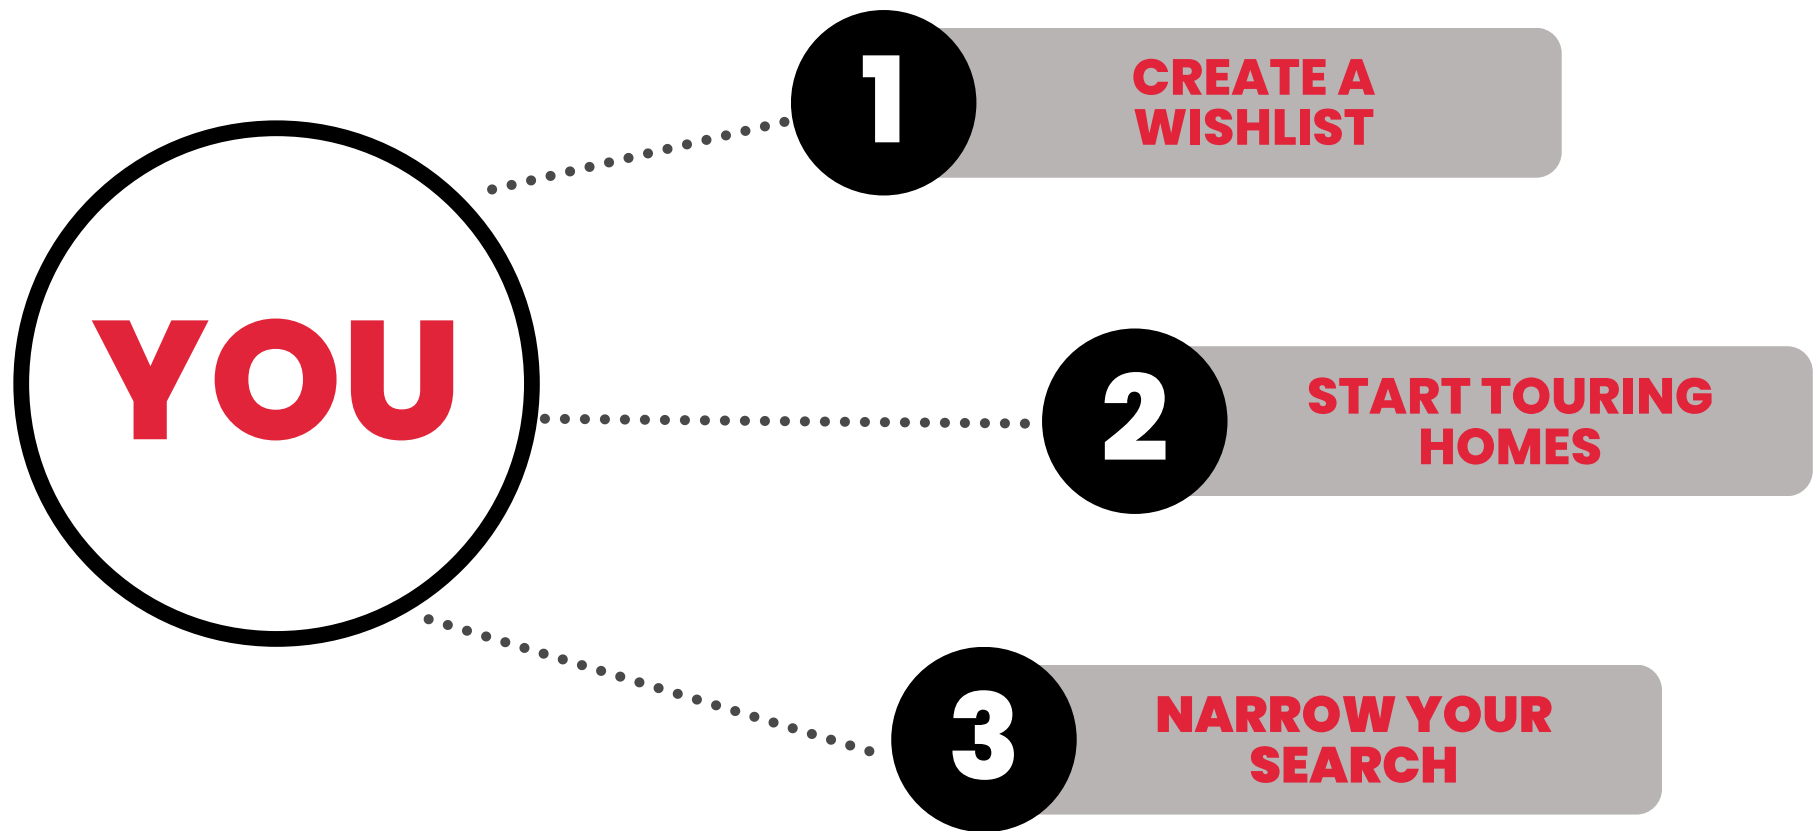 YOU
1
CREATE A
WISHLIST
2
START TOURING
HOMES
3
NARROW YOUR
SEARCH